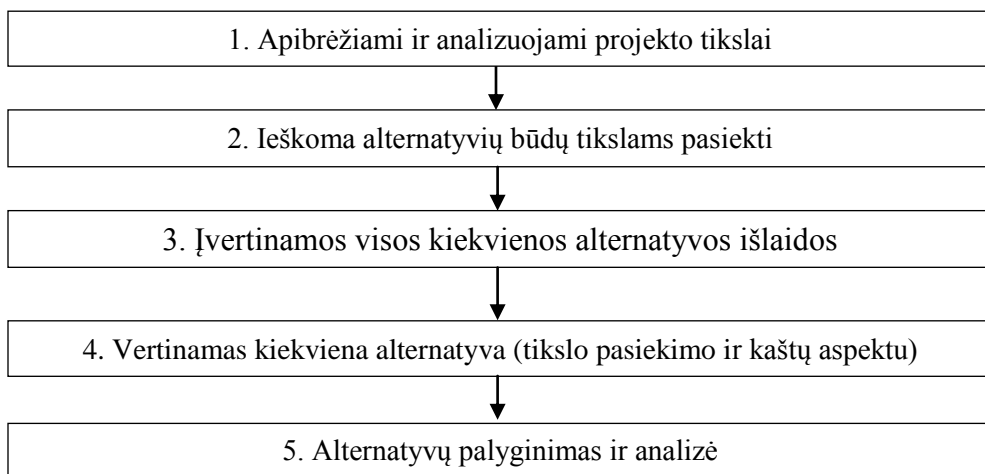 1. Apibrėžiami ir analizuojami projekto tikslai
2. Ieškoma alternatyvių būdų tikslams pasiekti
3. Įvertinamos visos kiekvienos alternatyvos išlaidos
4. Vertinamas kiekviena alternatyva (tikslo pasiekimo ir kaštų aspektu)
5. Alternatyvų palyginimas ir analizė